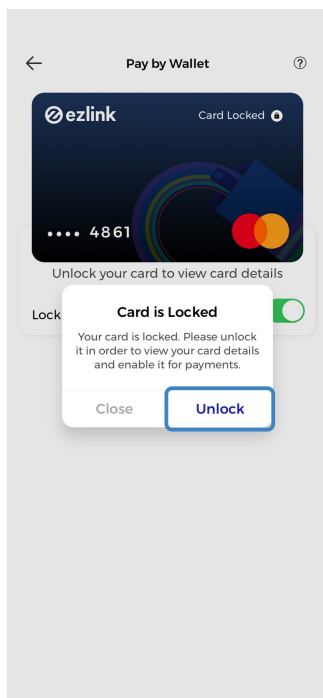 Pay by Wallet
ezlink
Card Locked
•••• 4861
Unlock your card to view card details
Lock
Card is Locked
Your card is locked. Please unlock
it in order to view your card details
and enable it for payments.
Close
Unlock